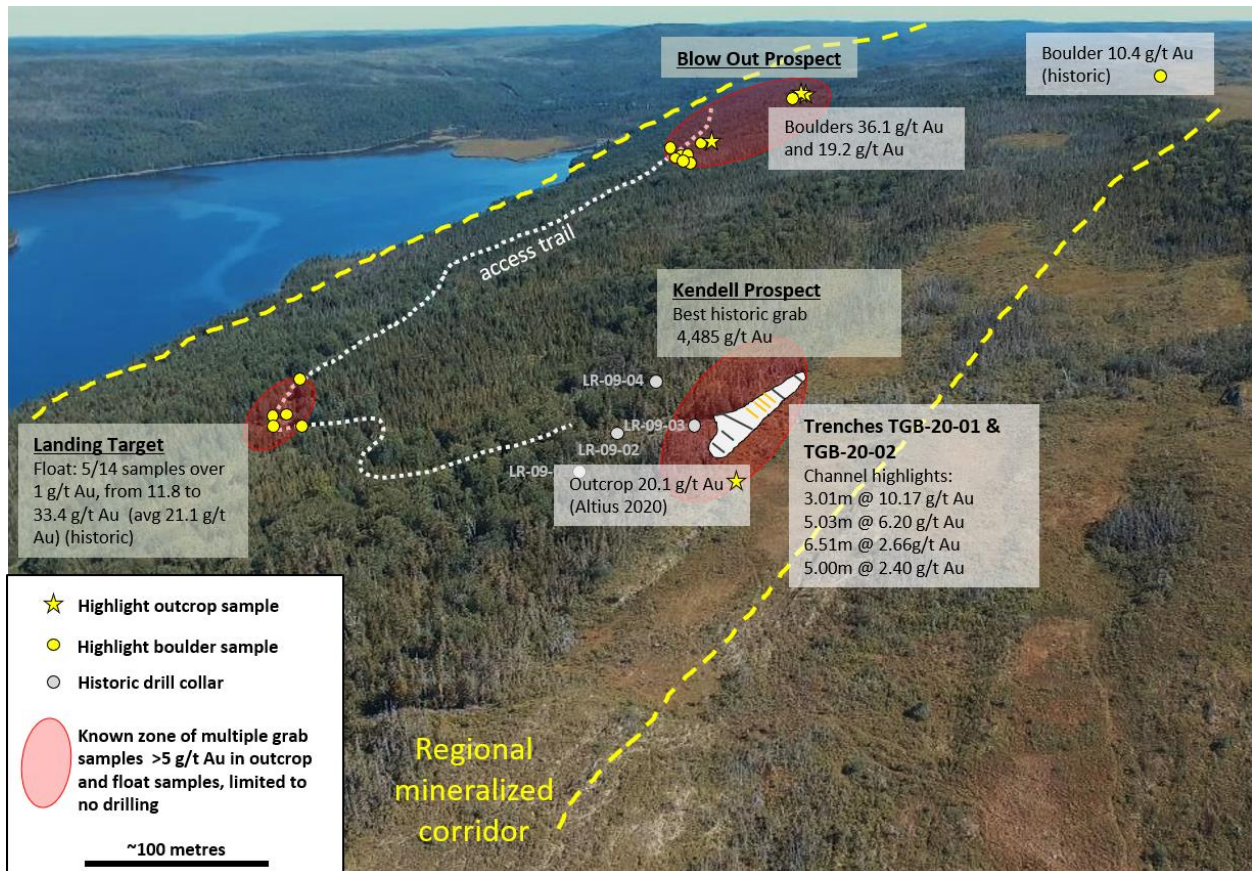 Blow Out Prospect
Boulder 10.4 g/t Au
(historic)
Boulders 36.1 g/t Au
and 19.2 g/t Au
access trail
Kendell Prospect
Best historic grab
4,485 g/t Au
LR-09-04
LR-09-03
LR-09-02
LR-09-
Landing Target
Float: 5/14 samples over
1 g/t Au, from 11.8 to
33.4 g/t Au (avg 21.1 g/t
Au) (historic)
Outcrop 20.1 g/t Au
(Altius 2020)
Trenches TGB-20-01 &
TGB-20-02
Channel highlights:
3.01m @ 10.17 g/t Au
5.03m @ 6.20 g/t Au
6.51m @ 2.66g/t Au
5.00m @ 2.40 g/t Au
Regional
mineralized
corridor
Highlight outcrop sample
Highlight boulder sample
Historic drill collar
Known zone of multiple grab
samples >5 g/t Au in outcrop
and float samples, limited to
no drilling
~100 metres